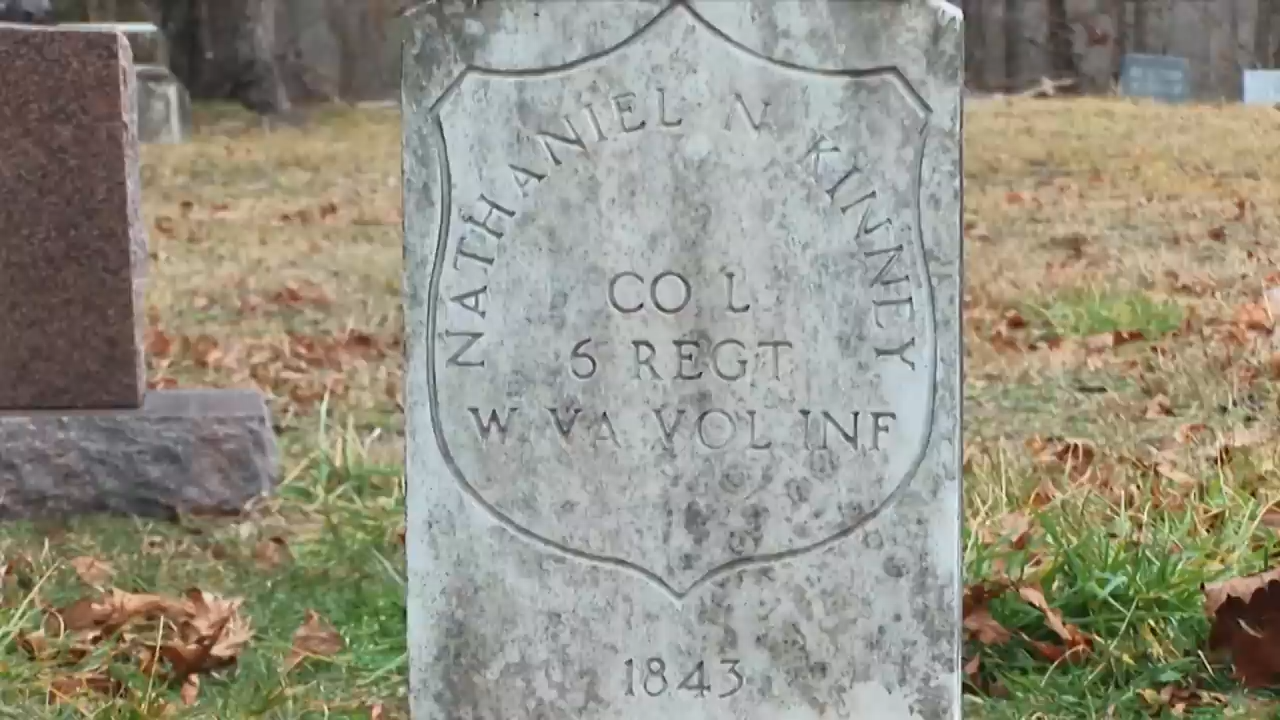 NATHANIEL N KINNEY
CO L
6 REGT
W VA VOL INF
1843